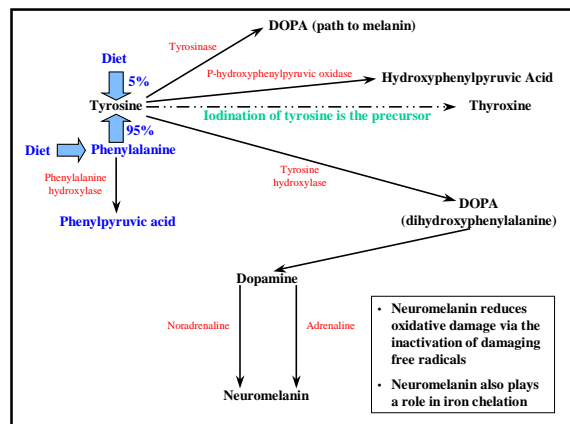 DOPA (path to melanin)
Tyrosinase
Diet
5%
P-hydroxyphenylpyruvic oxidase
Hydroxyphenylpyruvic Acid
Tyrosine
Thyroxine
Iodination of tyrosine is the precursor
95%
Diet
Phenylalanine
Phenylalanine
hydroxylase
Tyrosine
hydroxylase
Phenylpyruvic acid
DOPA
(dihydroxyphenylalanine)
Dopamine
Noradrenaline
Adrenaline
Neuromelanin
• Neuromelanin reduces
oxidative damage via the
inactivation of damaging
free radicals
• Neuromelanin also plays
a role in iron chelation